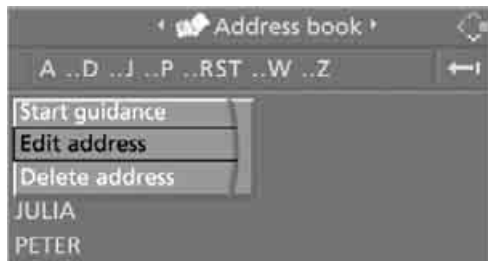 Address book
A ..D ..J ..P ..RST ..W ..Z
Start guidance
Edit address
Delete address
JULIA
PETER